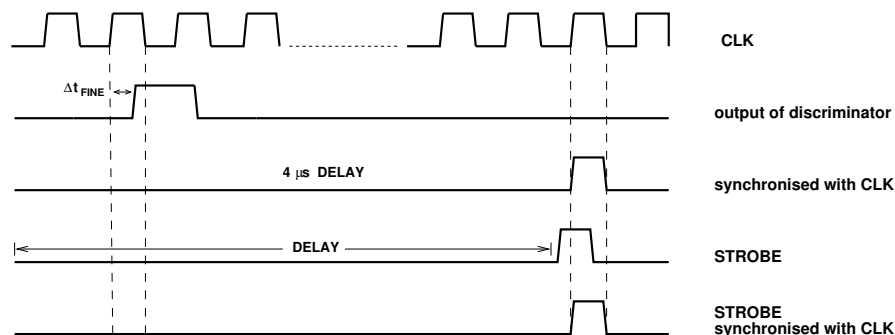 CLK
Δt FINE
output of discriminator
4 μs DELAY
synchronised with CLK
DELAY
STROBE
STROBE
synchronised with CLK